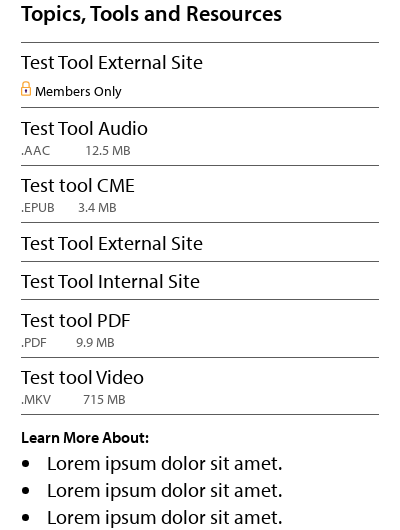 Topics, Tools and Resources
Test Tool External Site
Members Only
Test Tool Audio
.AAC 12.5 MB
Test tool CME
.EPUB 3.4 MB
Test Tool External Site
Test Tool Internal Site
Test tool PDF
.PDF 9.9 MB
Test tool Video
.MKV 715 MB
Learn More About:
• Lorem ipsum dolor sit amet.
• Lorem ipsum dolor sit amet.
• Lorem ipsum dolor sit amet.